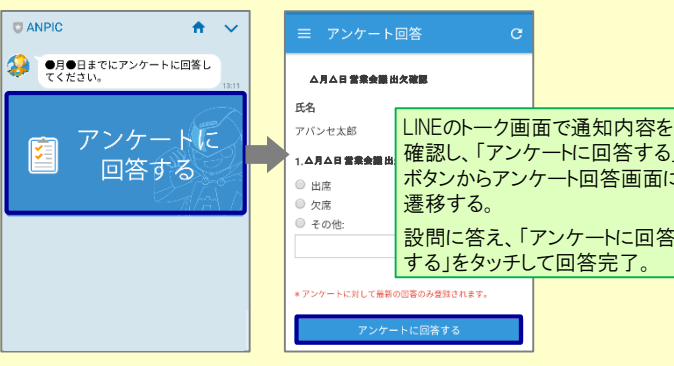 ANPIC
●月●日までにアンケートに回答し
てください。
13:11
アンケートに
回答する
アンケート回答
△月△日 営業会議 出欠確認
氏名
アバンセ太郎
1.△月△日 営業会議 出
出席
欠席
その他:
*アンケートに対して最新の回答のみ登録されます。
アンケートに回答する
LINEのトーク画面で通知内容を
確認し、「アンケートに回答する」
ボタンからアンケート回答画面に
遷移する。
設問に答え、「アンケートに回答
する」をタッチして回答完了。